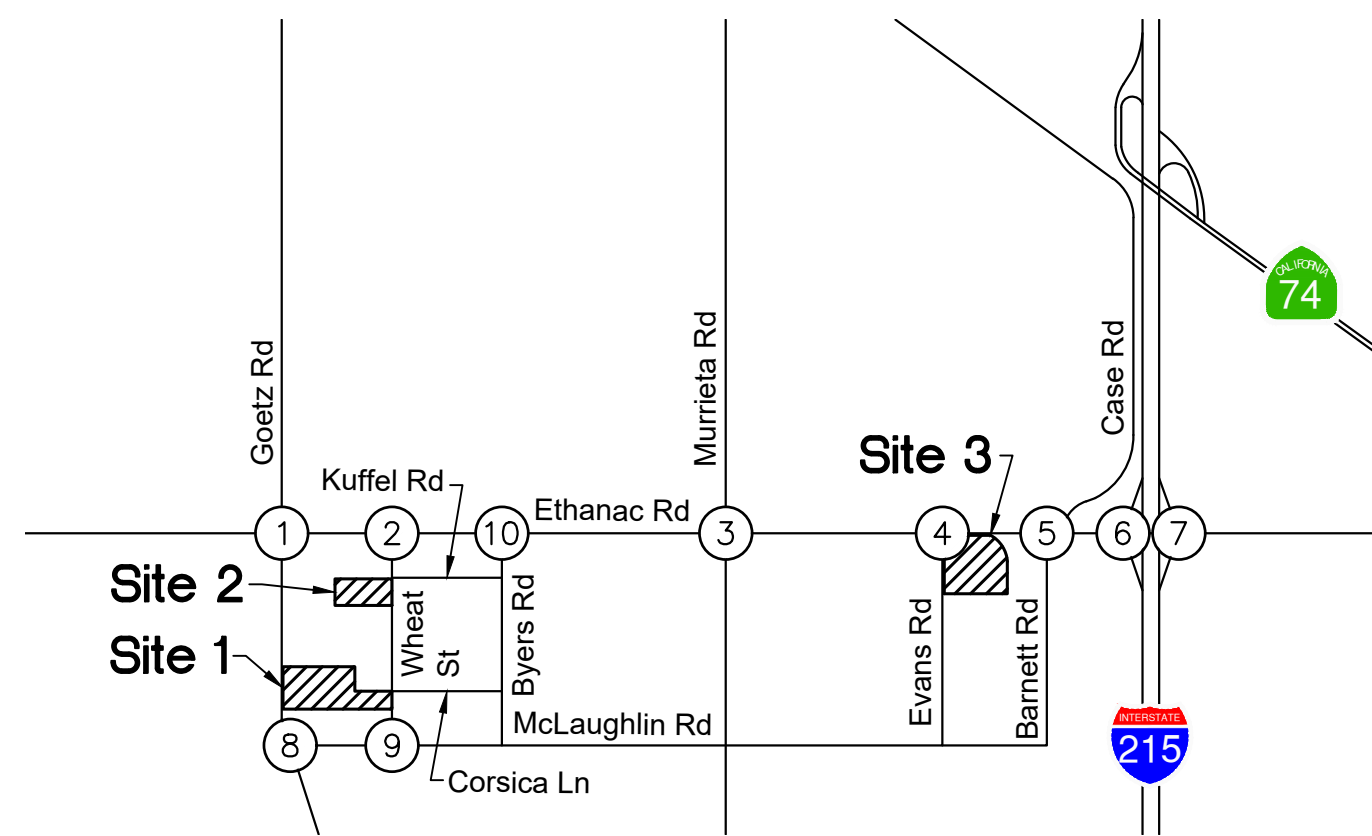 CALIFORNIA
74
Goetz Rd
Murrieta Rd
Case Rd
Site 3
Kuffel Rd
Ethanac Rd
1
2
10
3
4
5
6
7
Site 2
Wheat
St
Byers Rd
Site 1
Evans Rd
Barnett Rd
McLaughlin Rd
8
9
Corsica Ln
INTERSTATE
215